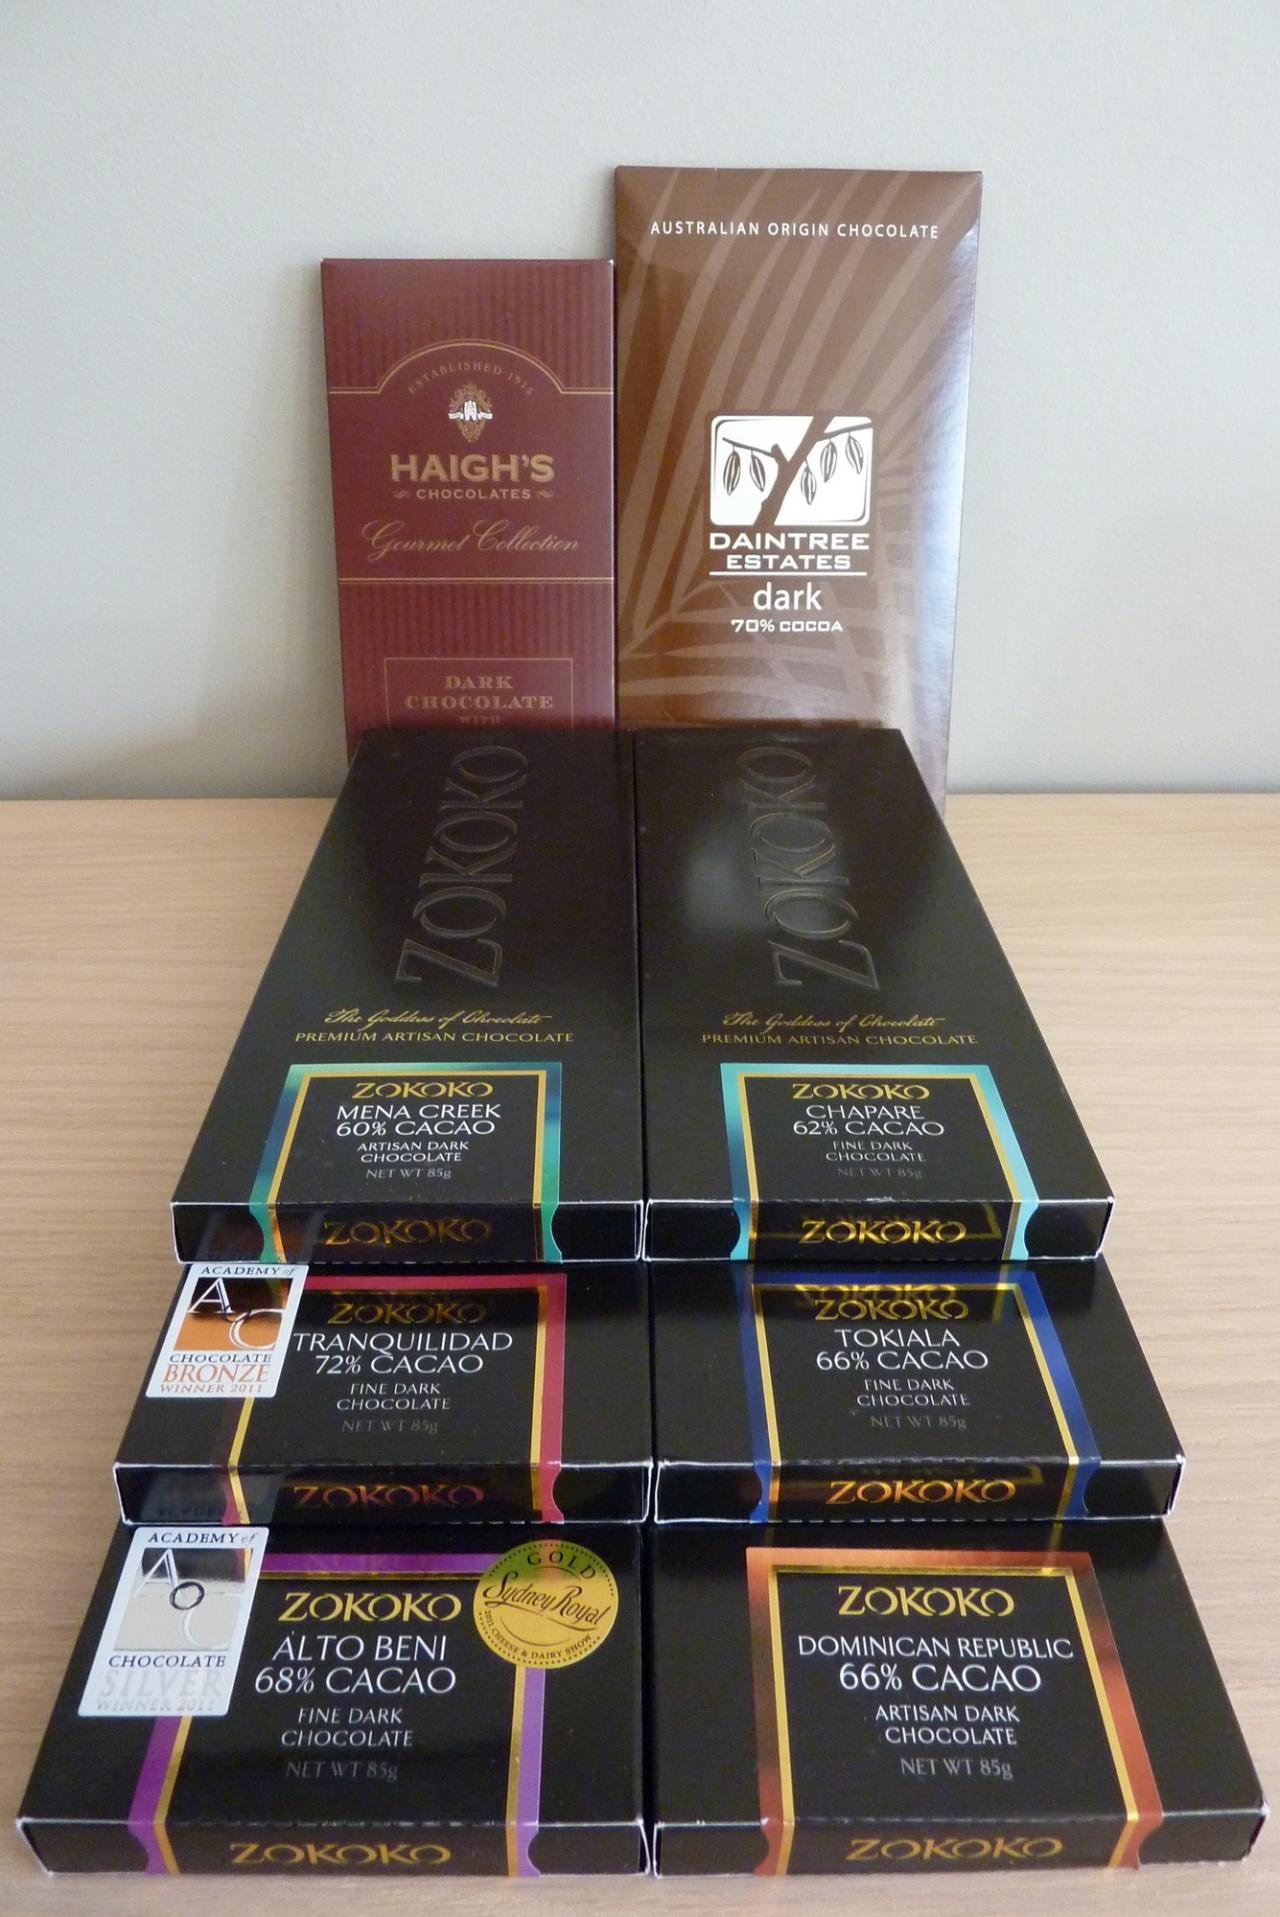 AUSTRALIAN ORIGIN CHOCOLATE
DAINTREE
ESTATES
dark
70% COCOA
ESTABLISHED 1915
HAIGH'S
CHOCOLATES
Gourmet Collection
DARK
CHOCOLATE
WITH
ZOKOKO
The Goddess of Chocolate
PREMIUM ARTISAN CHOCOLATE
ZOKOKO
MENA CREEK
60% CACAO
ARTISAN DARK
CHOCOLATE
NET WT 85g
ZOKOKO
ZOKOKO
The Goddess of Chocolate
PREMIUM ARTISAN CHOCOLATE
ZOKOKO
CHAPARE
62% CACAO
FINE DARK
CHOCOLATE
NET WT 85g
ZOKOKO
ACADEMY of
AoC
CHOCOLATE
BRONZE
WINNER 2011
ZOKOKO
TRANQUILIDAD
72% CACAO
FINE DARK
CHOCOLATE
NET WT 85g
ZOKOKO
ZOKOKO
TOKIALA
66% CACAO
FINE DARK
CHOCOLATE
NET WT 85g
ZOKOKO
ACADEMY of
AoC
CHOCOLATE
SILVER
WINNER 2011
ZOKOKO
ALTO BENI
68% CACAO
FINE DARK
CHOCOLATE
NET WT 85g
ZOKOKO
GOLD
Sydney Royal
2011 CHEESE & DAIRY SHOW
ZOKOKO
DOMINICAN REPUBLIC
66% CACAO
ARTISAN DARK
CHOCOLATE
NET WT 85g
ZOKOKO